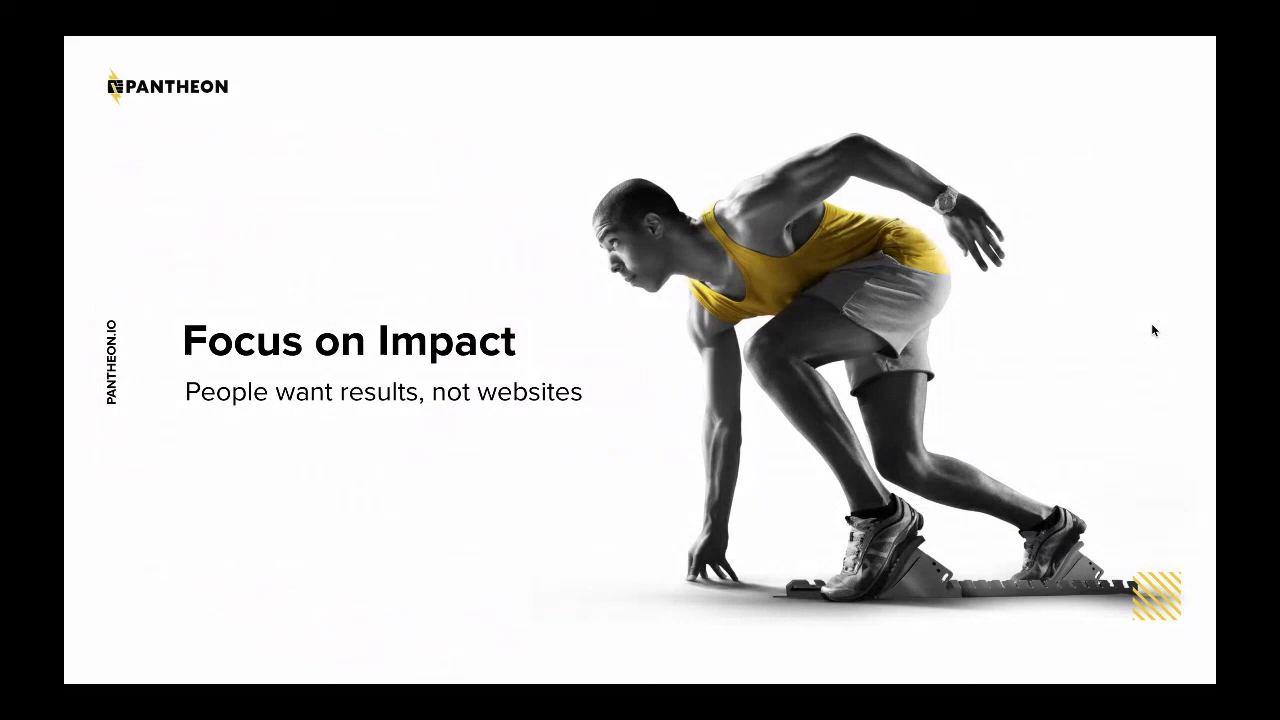 PANTHEON
Focus on Impact
People want results, not websites
PANTHEON.IO